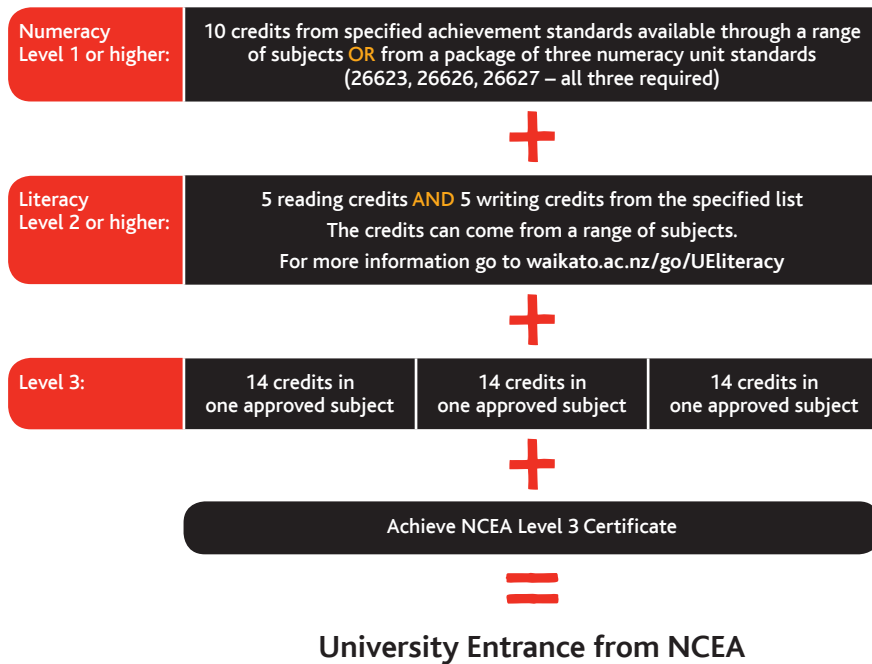 Numeracy
Level 1 or higher:
10 credits from specified achievement standards available through a range
of subjects OR from a package of three numeracy unit standards
(26623, 26626, 26627 – all three required)
+
Literacy
Level 2 or higher:
5 reading credits AND 5 writing credits from the specified list
The credits can come from a range of subjects.
For more information go to waikato.ac.nz/go/UEliteracy
+
Level 3:
14 credits in
one approved subject
14 credits in
one approved subject
14 credits in
one approved subject
+
Achieve NCEA Level 3 Certificate
=
University Entrance from NCEA